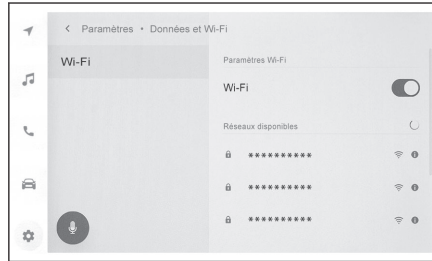 Paramètres • Données et Wi-Fi
Wi-Fi
Paramètres Wi-Fi
Wi-Fi
Réseaux disponibles
**********
**********
**********